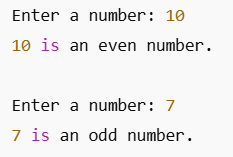 Enter a number: 10
10 is an even number.
Enter a number: 7
7 is an odd number.